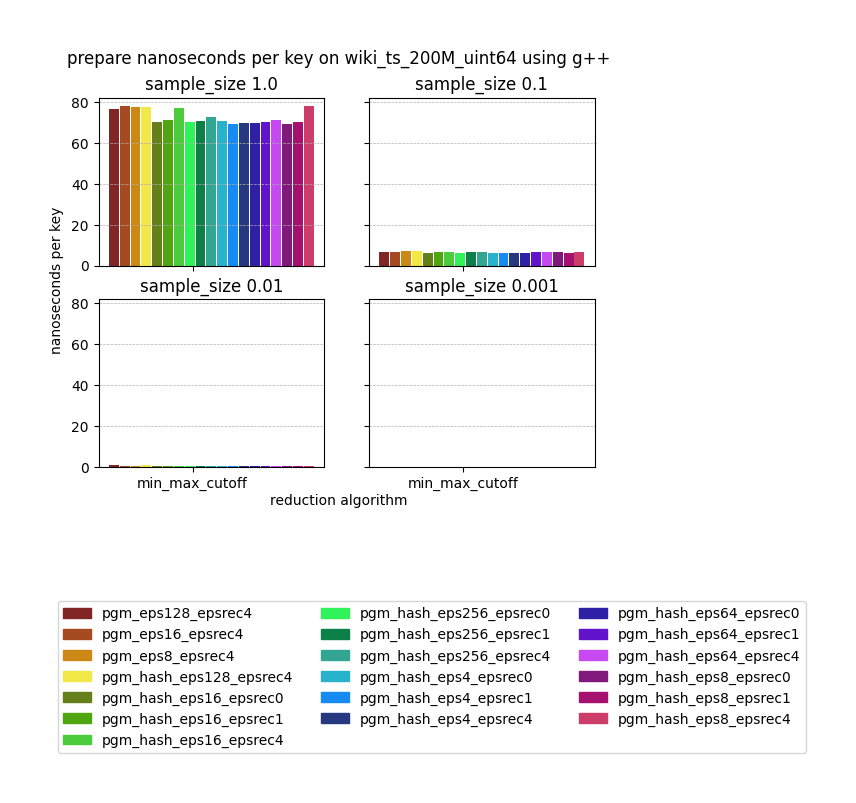 prepare nanoseconds per key on wiki_ts_200M_uint64 using g++
sample_size 1.0
sample_size 0.1
80
60
40
20
0
nanoseconds per key
sample_size 0.01
sample_size 0.001
80
60
40
20
0
min_max_cutoff
min_max_cutoff
reduction algorithm
pgm_eps128_epsrec4
pgm_eps16_epsrec4
pgm_eps8_epsrec4
pgm_hash_eps128_epsrec4
pgm_hash_eps16_epsrec0
pgm_hash_eps16_epsrec1
pgm_hash_eps16_epsrec4
pgm_hash_eps256_epsrec0
pgm_hash_eps256_epsrec1
pgm_hash_eps256_epsrec4
pgm_hash_eps4_epsrec0
pgm_hash_eps4_epsrec1
pgm_hash_eps4_epsrec4
pgm_hash_eps64_epsrec0
pgm_hash_eps64_epsrec1
pgm_hash_eps64_epsrec4
pgm_hash_eps8_epsrec0
pgm_hash_eps8_epsrec1
pgm_hash_eps8_epsrec4